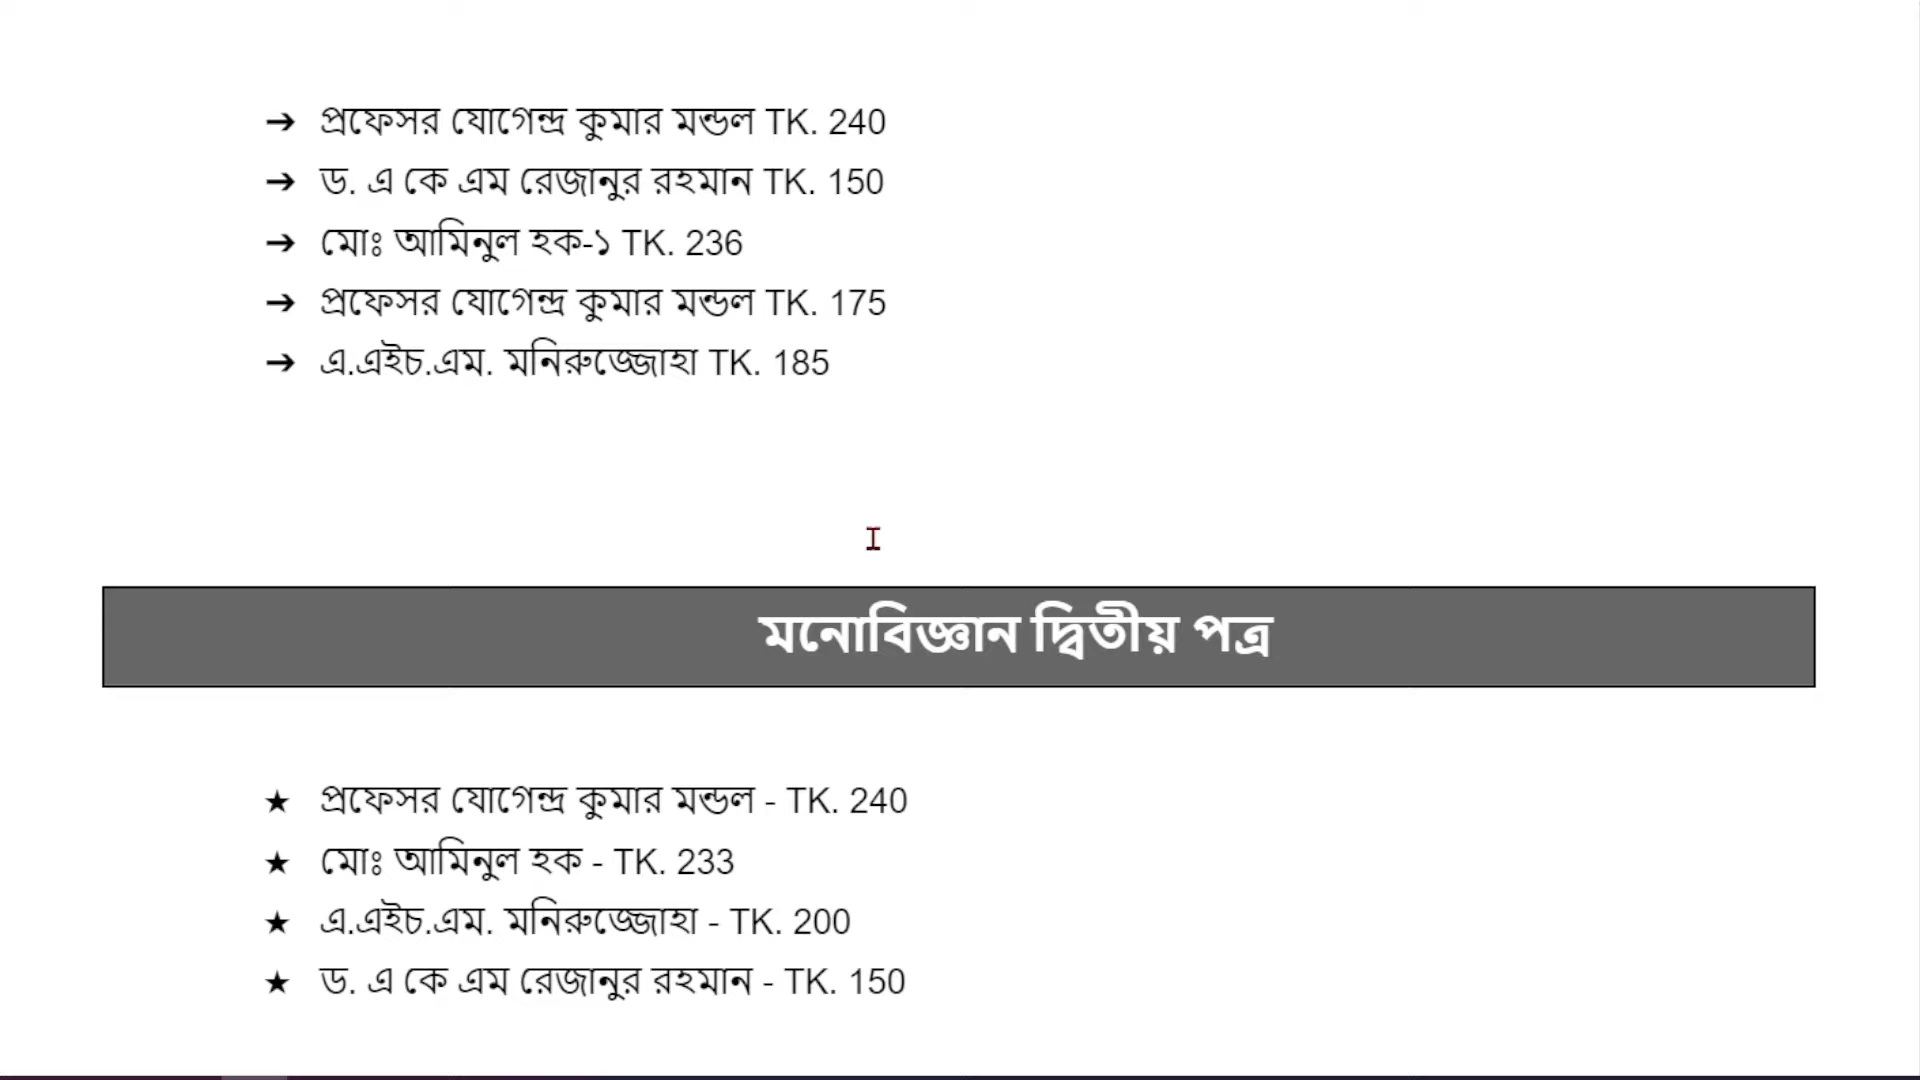 ➔ প্রফেসর যোগেন্দ্র কুমার মন্ডল TK. 240
➔ ড. এ কে এম রেজানুর রহমান TK. 150
➔ মোঃ আমিনুল হক-১ TK. 236
➔ প্রফেসর যোগেন্দ্র কুমার মন্ডল TK. 175
➔ এ.এইচ.এম. মনিরুজ্জোহা TK. 185
মনোবিজ্ঞান দ্বিতীয় পত্র
★ প্রফেসর যোগেন্দ্র কুমার মন্ডল - TK. 240
★ মোঃ আমিনুল হক - TK. 233
★ এ.এইচ.এম. মনিরুজ্জোহা - TK. 200
★ ড. এ কে এম রেজানুর রহমান - TK. 150